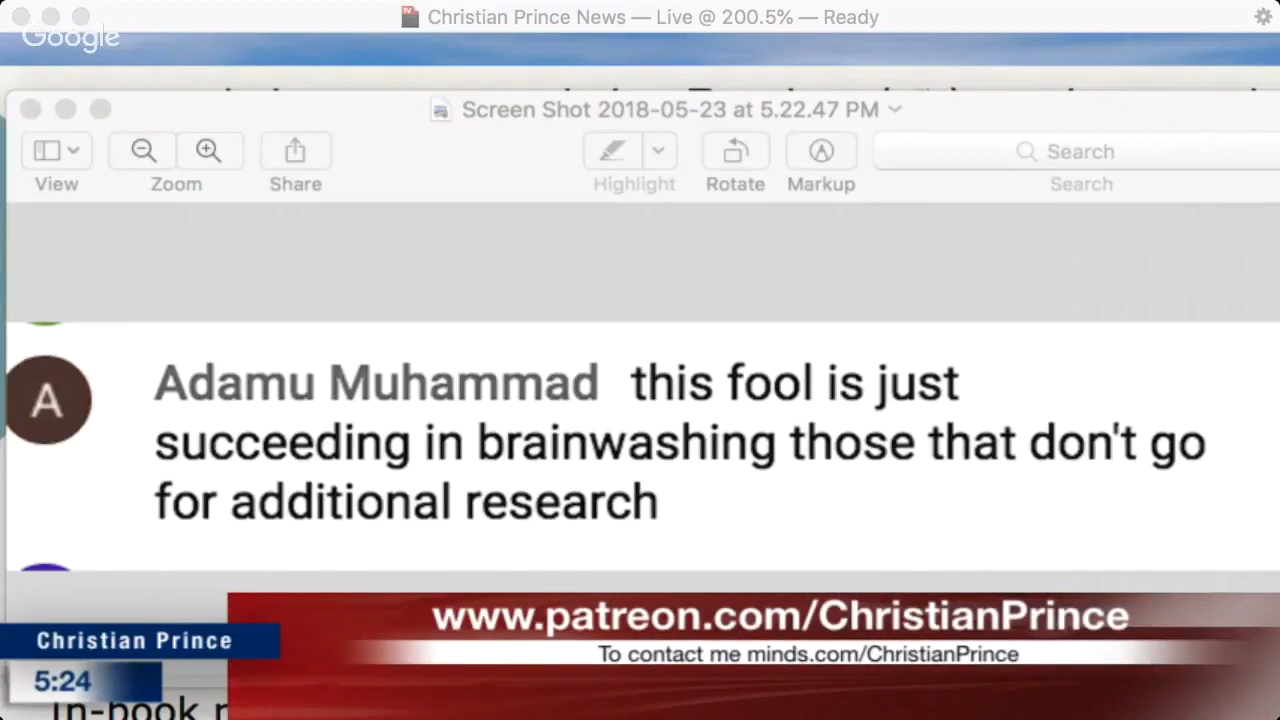 Christian Prince News — Live @ 200.5% — Ready
Google
Screen Shot 2018-05-23 at 5.22.47 PM
Search
View Zoom Share Highlight Rotate Markup Search
A
Adamu Muhammad this fool is just
succeeding in brainwashing those that don't go
for additional research
www.patreon.com/ChristianPrince
Christian Prince
To contact me minds.com/ChristianPrince
5:24
in-book